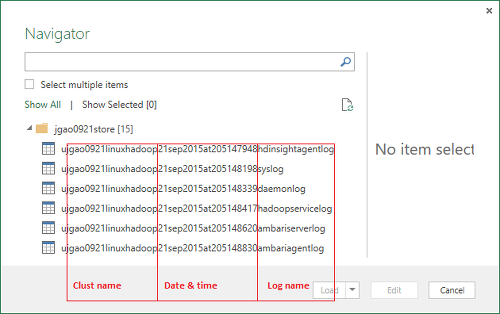 Navigator
Select multiple items
Show All | Show Selected [0]
jgao0921store [15]
ujgao0921linuxhadoop21sep2015at205147948hdinsightagentlog
ujgao0921linuxhadoop21sep2015at205148198syslog
ujgao0921linuxhadoop21sep2015at205148339daemonlog
ujgao0921linuxhadoop21sep2015at205148417hadoopservicelog
ujgao0921linuxhadoop21sep2015at205148620ambariserverlog
ujgao0921linuxhadoop21sep2015at205148830ambariagentlog
Clust name Date & time Log name
No item select
Load Edit Cancel